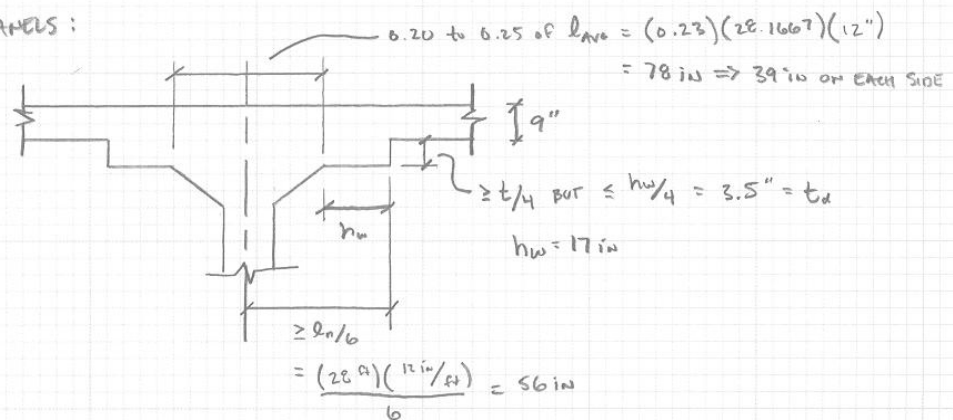 ANELS:
0.20 to 0.25 of lAVG = (0.23)(28.1667)(12")
= 78 in => 39 in on EACH SIDE
9"
≥ t/4 BUT ≤ hw/4 = 3.5" = td
hw
hw = 17 in
≥ ln/6
= (28 ft)(12 in/ft) / 6 = 56 in